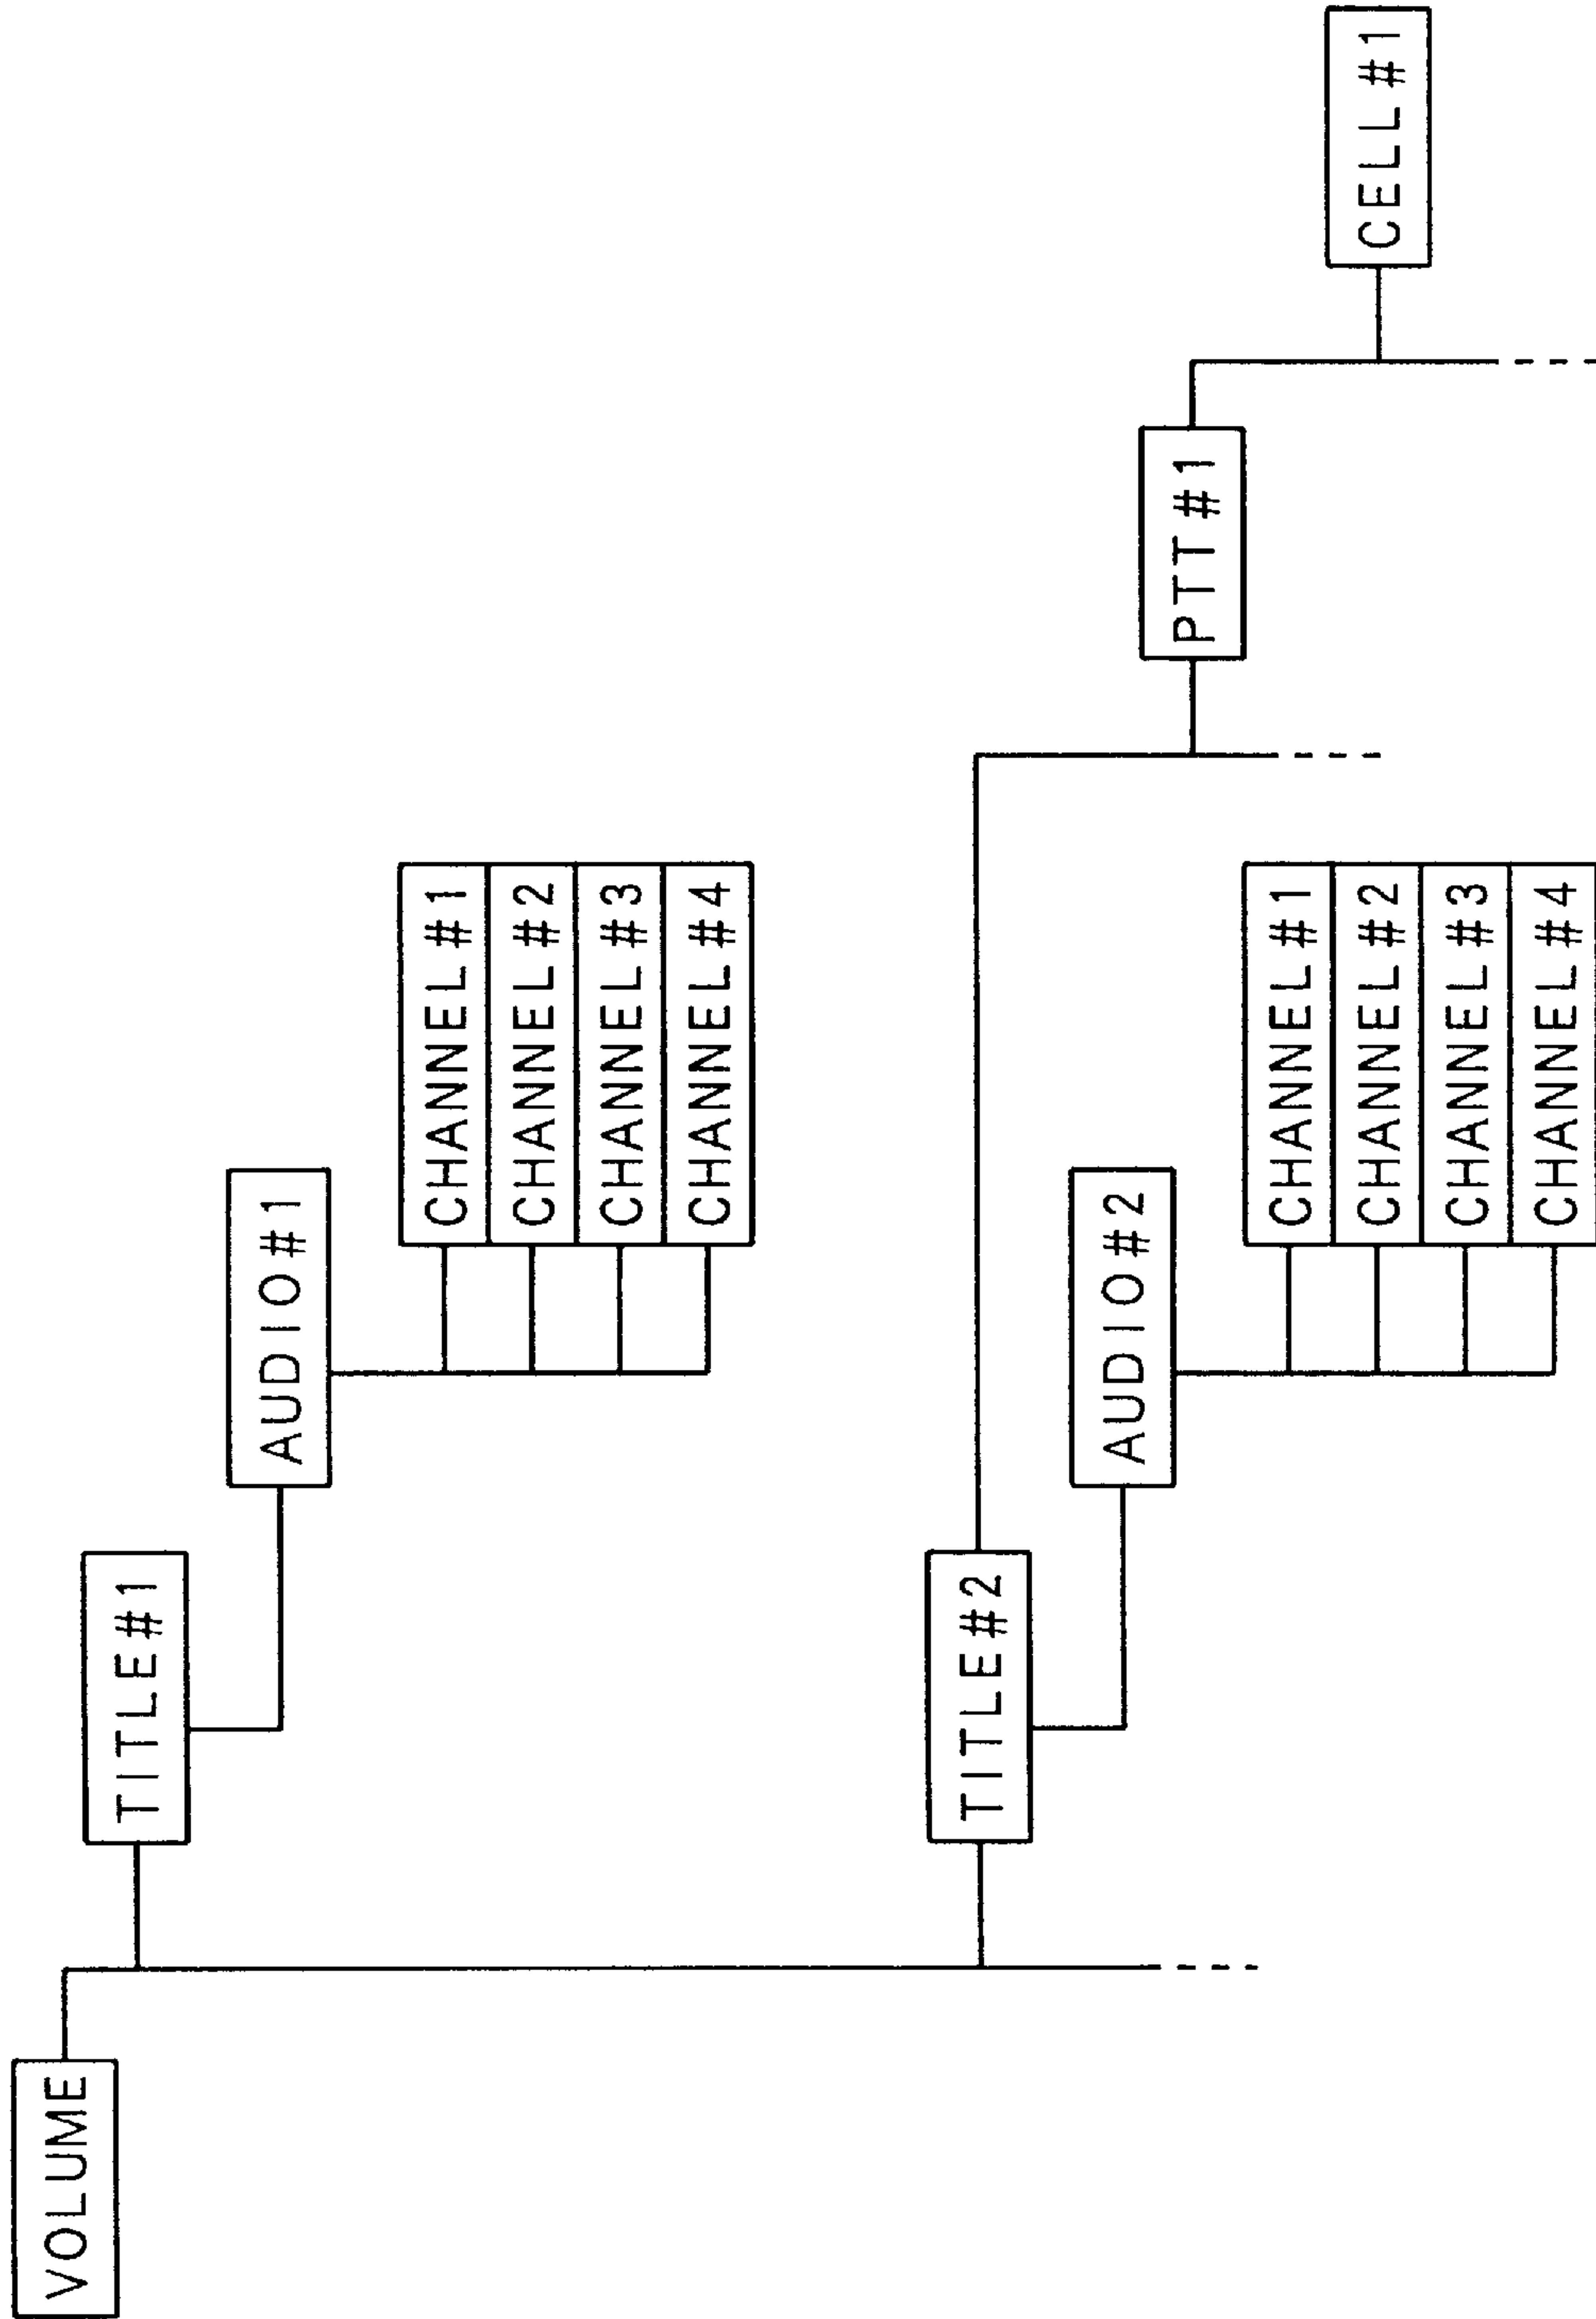 VOLUME
TITLE#1
AUDIO#1
CHANNEL#1
CHANNEL#2
CHANNEL#3
CHANNEL#4
TITLE#2
AUDIO#2
CHANNEL#1
CHANNEL#2
CHANNEL#3
CHANNEL#4
PTT#1
CELL#1